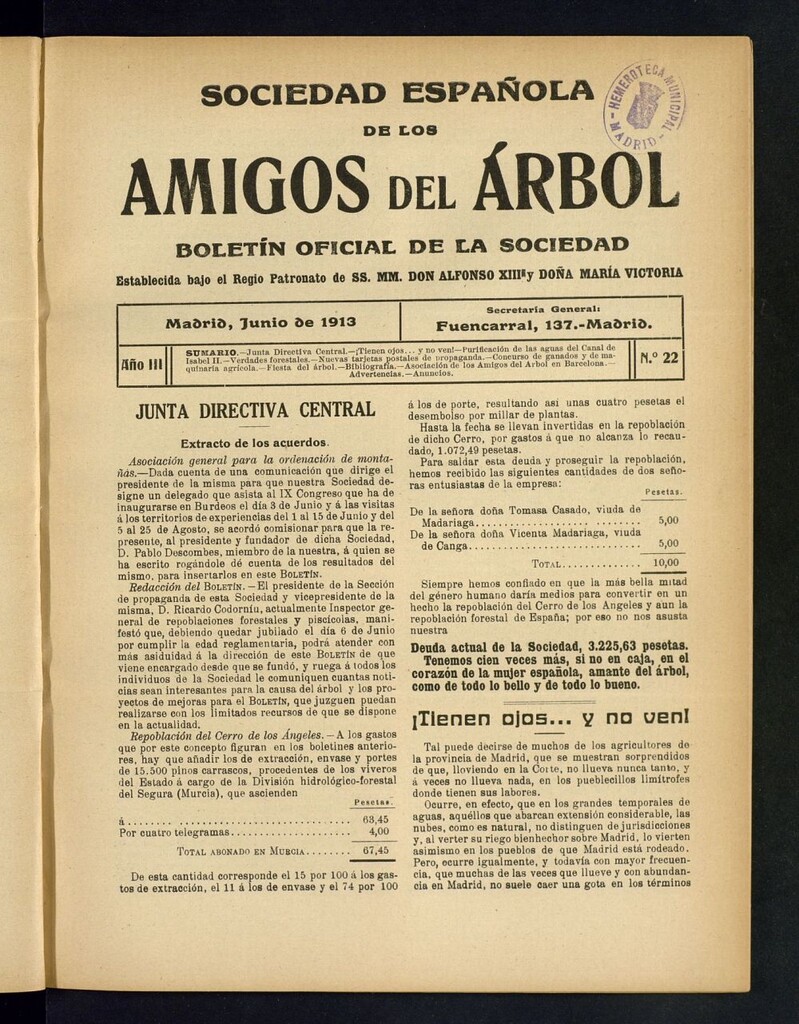 SOCIEDAD ESPAÑOLA
DE LOS
AMIGOS DEL ÁRBOL
HEMEROTECA MUNICIPAL
MADRID
BOLETÍN OFICIAL DE LA SOCIEDAD
Establecida bajo el Regio Patronato de SS. MM. DON ALFONSO XIII y DOÑA MARÍA VICTORIA
Madrid, Junio de 1913
Secretaría General:
Fuencarral, 137.-Madrid.
Año III
SUMARIO.—Junta Directiva Central.—¡Tienen ojos... y no ven!—Purificación de las aguas del Canal de
Isabel II.—Verdades forestales.—Nuevas tarjetas postales de propaganda.—Concurso de ganados y de ma-
quinaria agrícola.—Fiesta del árbol.—Bibliografía.—Asociación de los Amigos del Arbol en Barcelona.—
Advertencias.—Anuncios.
N.º 22
JUNTA DIRECTIVA CENTRAL
Extracto de los acuerdos.
Asociación general para la ordenación de monta-
ñas.—Dada cuenta de una comunicación que dirige el
presidente de la misma para que nuestra Sociedad de-
signe un delegado que asista al IX Congreso que ha de
inaugurarse en Burdeos el día 3 de Junio y á las visitas
á los territorios de experiencias del 1 al 15 de Junio y del
5 al 25 de Agosto, se acordó comisionar para que la re-
presente, al presidente y fundador de dicha Sociedad,
D. Pablo Descombes, miembro de la nuestra, á quien se
ha escrito rogándole dé cuenta de los resultados del
mismo, para insertarlos en este BOLETÍN.
Redacción del BOLETÍN.—El presidente de la Sección
de propaganda de esta Sociedad y vicepresidente de la
misma, D. Ricardo Codorníu, actualmente Inspector ge-
neral de repoblaciones forestales y piscícolas, mani-
festó que, debiendo quedar jubilado el día 6 de Junio
por cumplir la edad reglamentaria, podrá atender con
más asiduidad á la dirección de este BOLETÍN de que
viene encargado desde que se fundó, y ruega á todos los
individuos de la Sociedad le comuniquen cuantas noti-
cias sean interesantes para la causa del árbol y los pro-
yectos de mejoras para el BOLETÍN, que juzguen puedan
realizarse con los limitados recursos de que se dispone
en la actualidad.
Repoblación del Cerro de los Ángeles.—A los gastos
que por este concepto figuran en los boletines anterio-
res, hay que añadir los de extracción, envase y portes
de 15.500 pinos carrascos, procedentes de los viveros
del Estado á cargo de la División hidrológico-forestal
del Segura (Murcia), que ascienden
Pesetas.
á........................................ 63,45
Por cuatro telegramas..................... 4,00
TOTAL ABONADO EN MURCIA........ 67,45
De esta cantidad corresponde el 15 por 100 á los gas-
tos de extracción, el 11 á los de envase y el 74 por 100
á los de porte, resultando así unas cuatro pesetas el
desembolso por millar de plantas.
Hasta la fecha se llevan invertidas en la repoblación
de dicho Cerro, por gastos á que no alcanza lo recau-
dado, 1.072,49 pesetas.
Para saldar esta deuda y proseguir la repoblación,
hemos recibido las siguientes cantidades de dos seño-
ras entusiastas de la empresa:
Pesetas.
De la señora doña Tomasa Casado, viuda de
Madariaga............................ 5,00
De la señora doña Vicenta Madariaga, viuda
de Canga............................. 5,00
TOTAL.............. 10,00
Siempre hemos confiado en que la más bella mitad
del género humano daría medios para convertir en un
hecho la repoblación del Cerro de los Angeles y aun la
repoblación forestal de España; por eso no nos asusta
nuestra
Deuda actual de la Sociedad, 3.225,63 pesetas.
Tenemos cien veces más, si no en caja, en el
corazón de la mujer española, amante del árbol,
como de todo lo bello y de todo lo bueno.
¡Tienen ojos... y no ven!
Tal puede decirse de muchos de los agricultores de
la provincia de Madrid, que se muestran sorprendidos
de que, lloviendo en la Corte, no llueva nunca tanto, y
á veces no llueva nada, en los pueblecillos limítrofes
donde tienen sus labores.
Ocurre, en efecto, que en los grandes temporales de
aguas, aquéllos que abarcan extensión considerable, las
nubes, como es natural, no distinguen de jurisdicciones
y, al verter su riego bienhechor sobre Madrid, lo vierten
asimismo en los pueblos de que Madrid está rodeado.
Pero, ocurre igualmente, y todavía con mayor frecuen-
cia, que muchas de las veces que llueve y con abundan-
cia en Madrid, no suele caer una gota en los términos